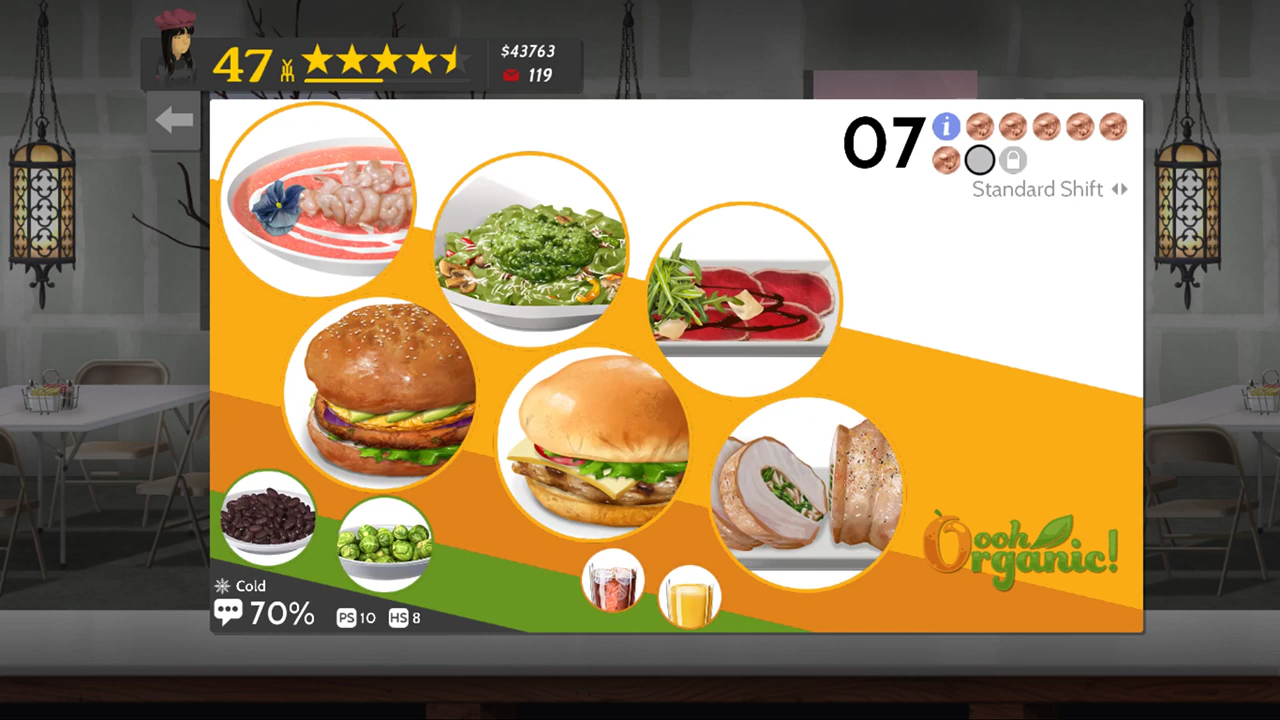 47
$43763
119
07
i
Standard Shift
Oooh
Organic!
Cold
70%
PS 10 HS 8